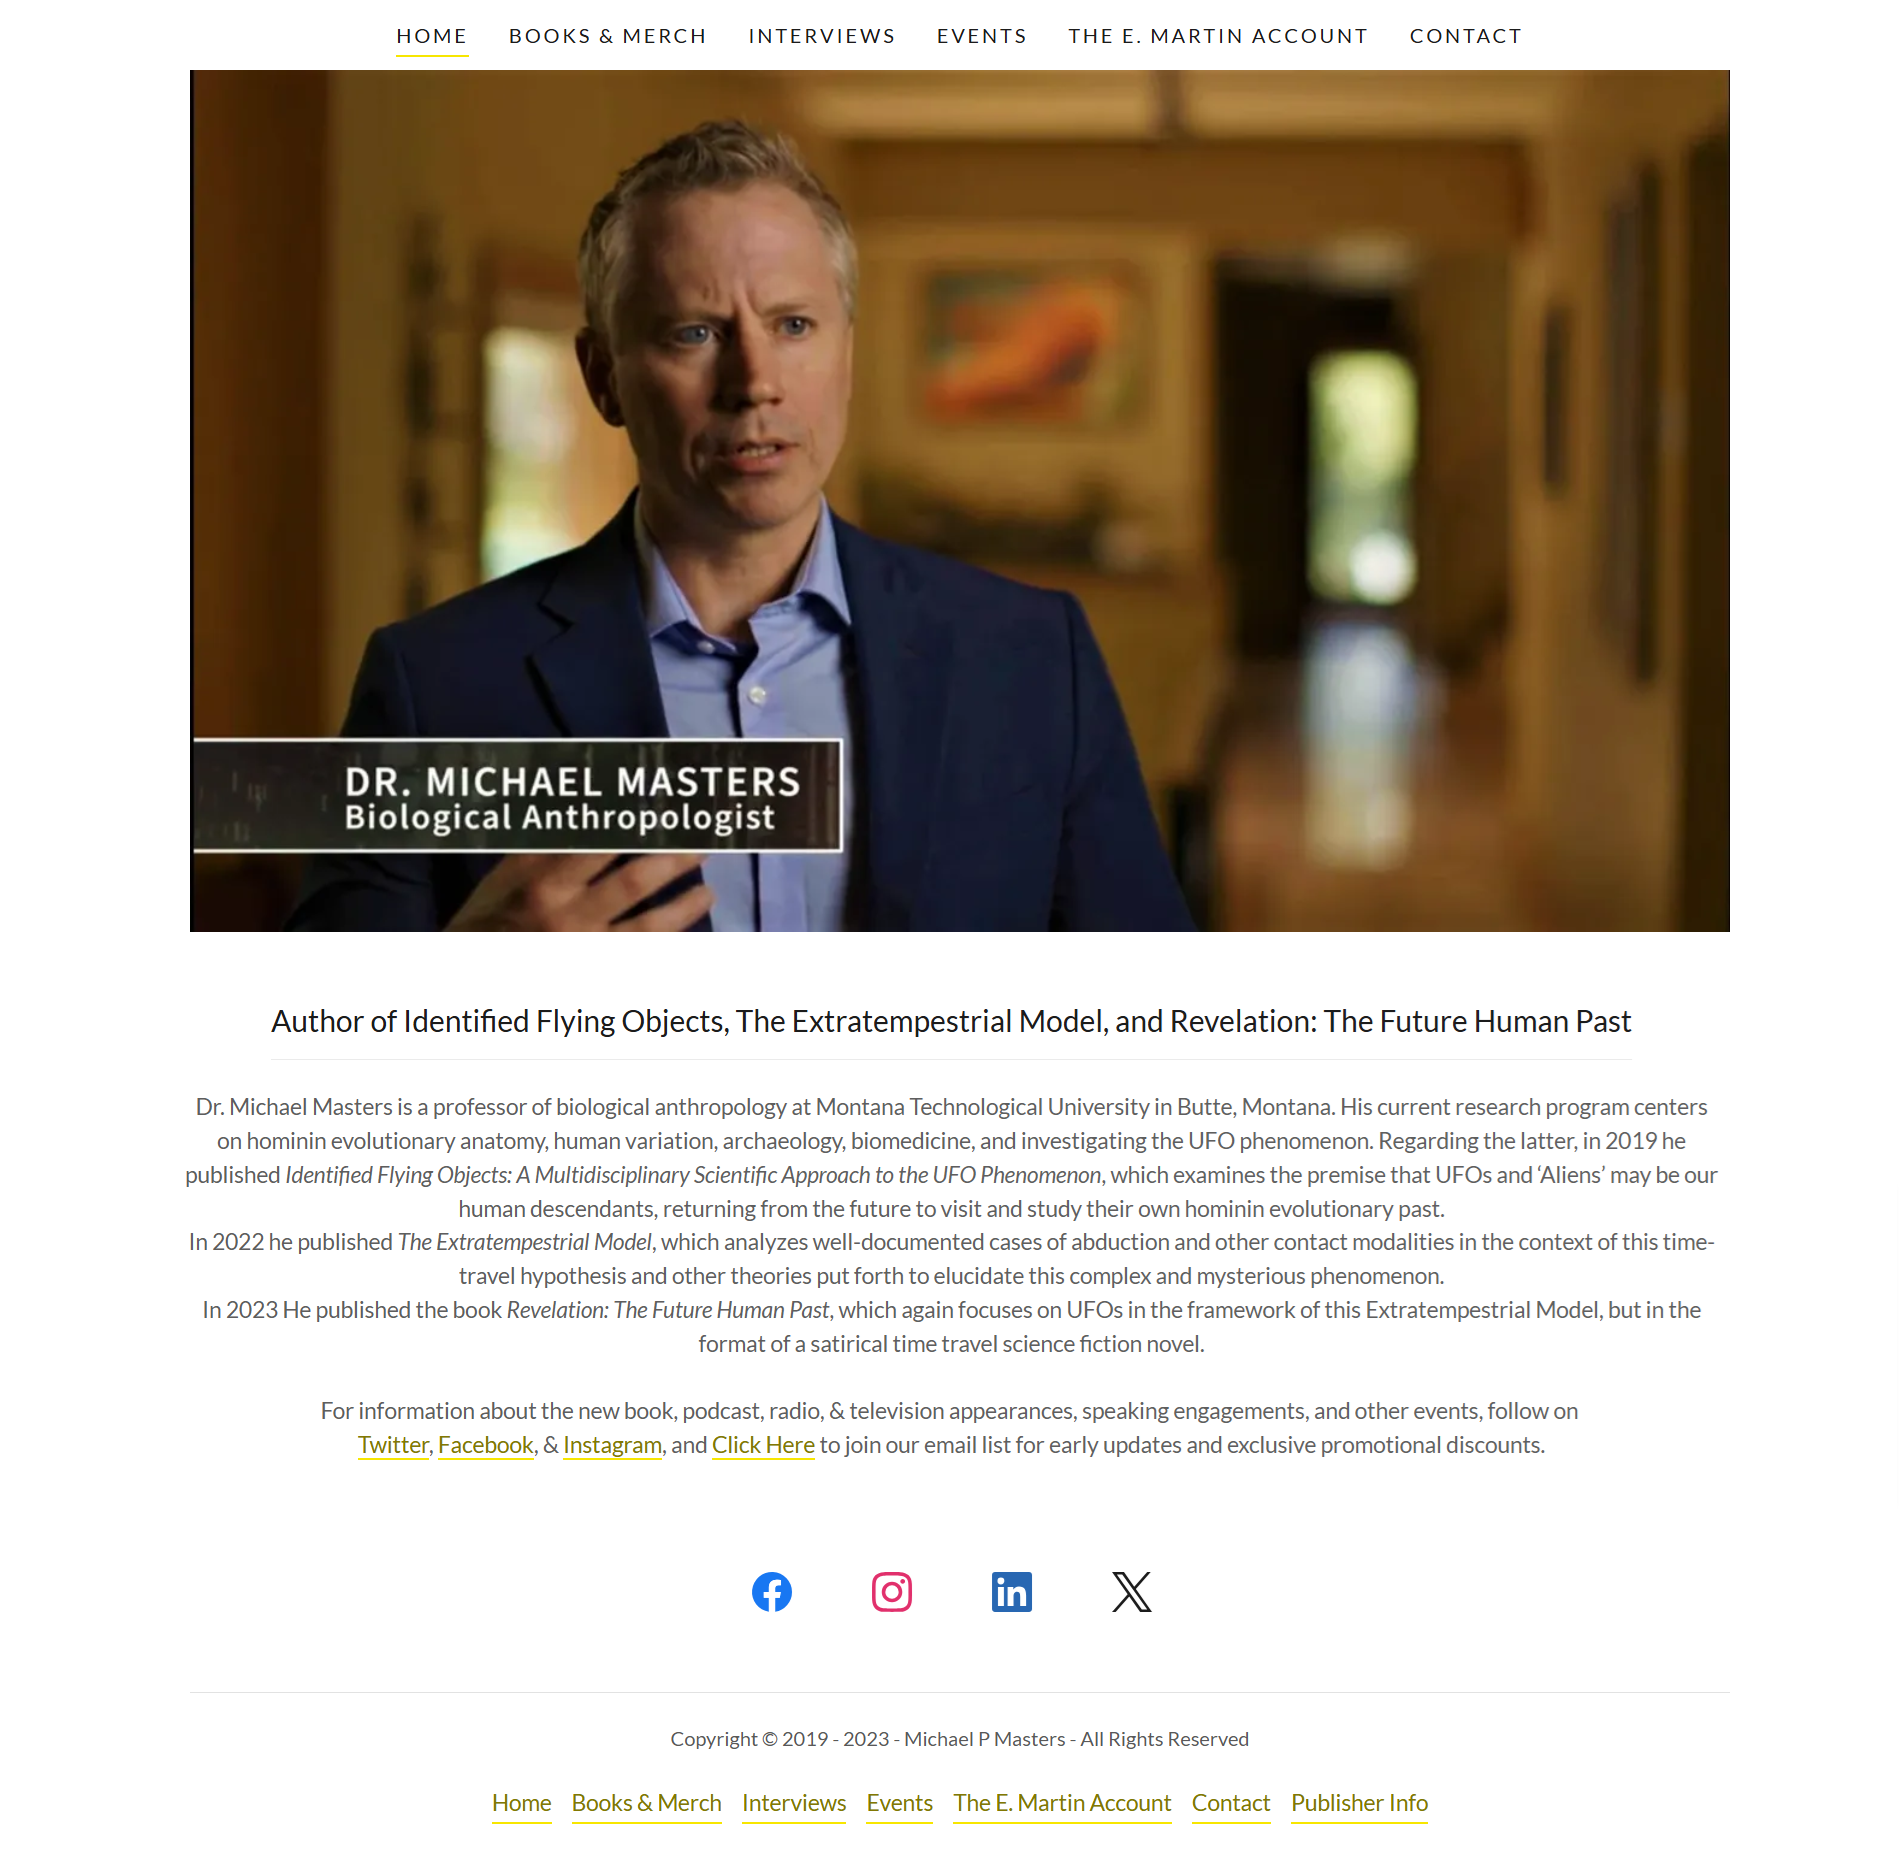 HOME BOOKS & MERCH INTERVIEWS EVENTS THE E. MARTIN ACCOUNT CONTACT
DR. MICHAEL MASTERS
Biological Anthropologist
Author of Identified Flying Objects, The Extratempestrial Model, and Revelation: The Future Human Past
Dr. Michael Masters is a professor of biological anthropology at Montana Technological University in Butte, Montana. His current research program centers
on hominin evolutionary anatomy, human variation, archaeology, biomedicine, and investigating the UFO phenomenon. Regarding the latter, in 2019 he
published Identified Flying Objects: A Multidisciplinary Scientific Approach to the UFO Phenomenon, which examines the premise that UFOs and ‘Aliens’ may be our
human descendants, returning from the future to visit and study their own hominin evolutionary past.
In 2022 he published The Extratempestrial Model, which analyzes well-documented cases of abduction and other contact modalities in the context of this time-
travel hypothesis and other theories put forth to elucidate this complex and mysterious phenomenon.
In 2023 He published the book Revelation: The Future Human Past, which again focuses on UFOs in the framework of this Extratempestrial Model, but in the
format of a satirical time travel science fiction novel.
For information about the new book, podcast, radio, & television appearances, speaking engagements, and other events, follow on
Twitter, Facebook, & Instagram, and Click Here to join our email list for early updates and exclusive promotional discounts.
Copyright © 2019 - 2023 - Michael P Masters - All Rights Reserved
Home Books & Merch Interviews Events The E. Martin Account Contact Publisher Info